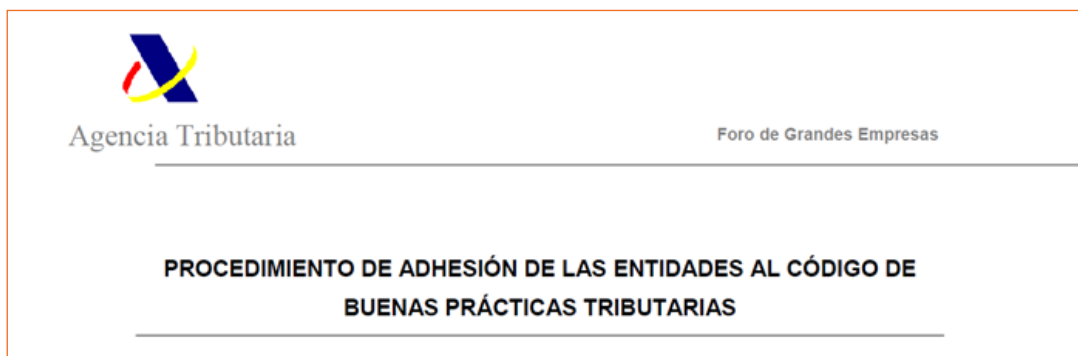 Agencia Tributaria
Foro de Grandes Empresas
PROCEDIMIENTO DE ADHESIÓN DE LAS ENTIDADES AL CÓDIGO DE
BUENAS PRÁCTICAS TRIBUTARIAS